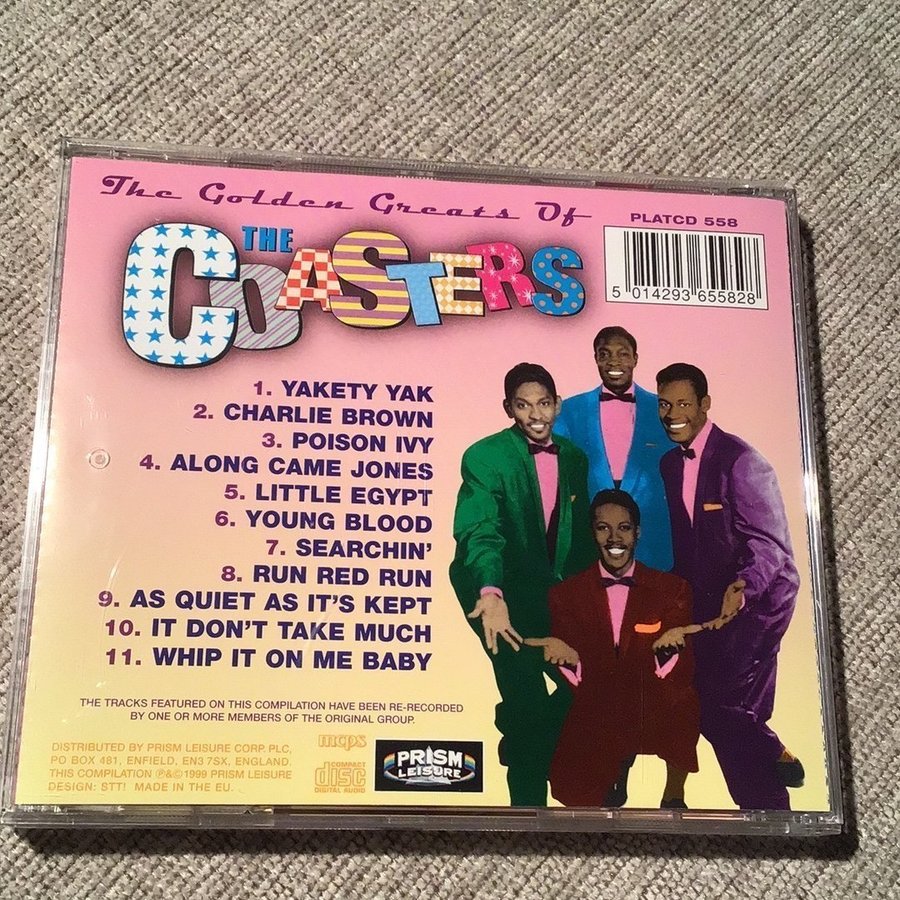 The Golden Greats Of
THE
COASTERS
PLATCD 558
5 014293 655828
1. YAKETY YAK
2. CHARLIE BROWN
3. POISON IVY
4. ALONG CAME JONES
5. LITTLE EGYPT
6. YOUNG BLOOD
7. SEARCHIN'
8. RUN RED RUN
9. AS QUIET AS IT'S KEPT
10. IT DON'T TAKE MUCH
11. WHIP IT ON ME BABY
THE TRACKS FEATURED ON THIS COMPILATION HAVE BEEN RE-RECORDED
BY ONE OR MORE MEMBERS OF THE ORIGINAL GROUP.
DISTRIBUTED BY PRISM LEISURE CORP. PLC,
PO BOX 481, ENFIELD, EN3 7SX, ENGLAND.
THIS COMPILATION ℗&©1999 PRISM LEISURE
DESIGN: STT! MADE IN THE EU.
mcps
COMPACT
disc
DIGITAL AUDIO
PRISM
LEISURE